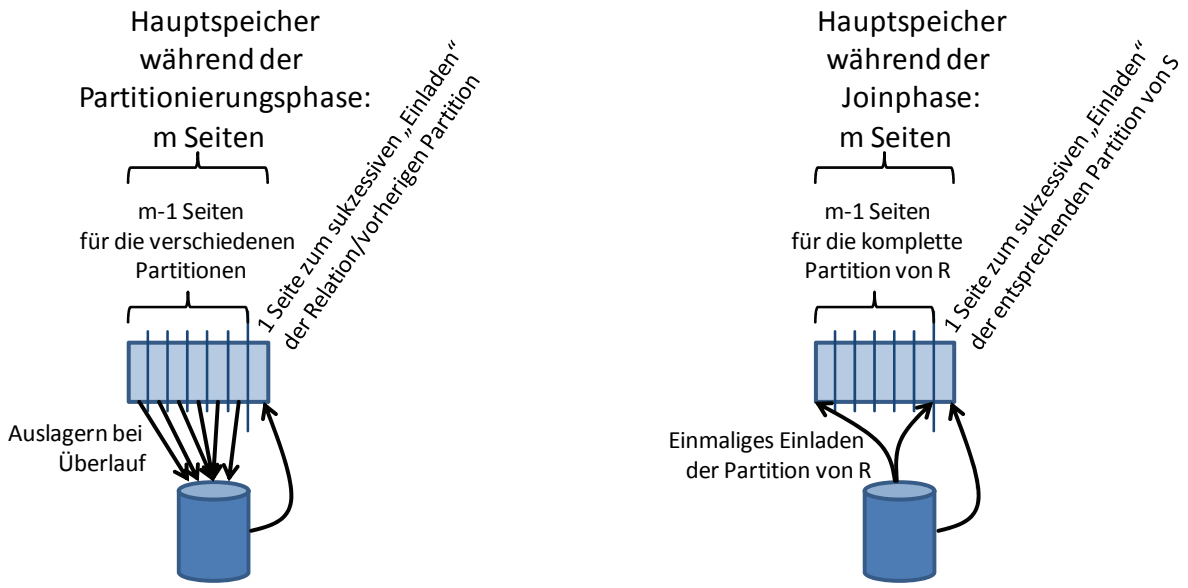 Hauptspeicher
während der
Partitionierungsphase:
m Seiten
m-1 Seiten
für die verschiedenen
Partitionen
1 Seite zum sukzessiven „Einladen“
der Relation/vorherigen Partition
Auslagern bei
Überlauf
Hauptspeicher
während der
Joinphase:
m Seiten
m-1 Seiten
für die komplette
Partition von R
1 Seite zum sukzessiven „Einladen“
der entsprechenden Partition von S
Einmaliges Einladen
der Partition von R